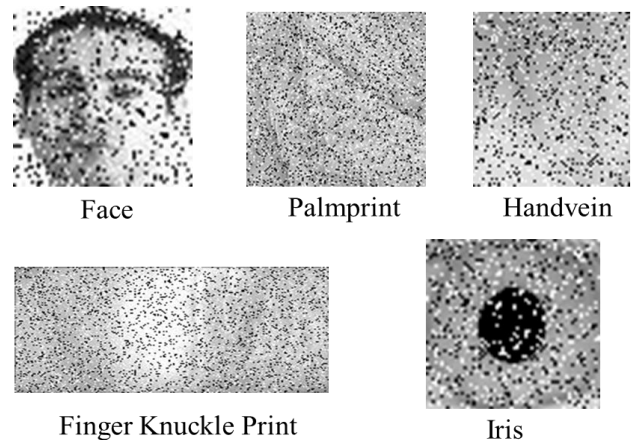 Face
Palmprint
Handvein
Finger Knuckle Print
Iris